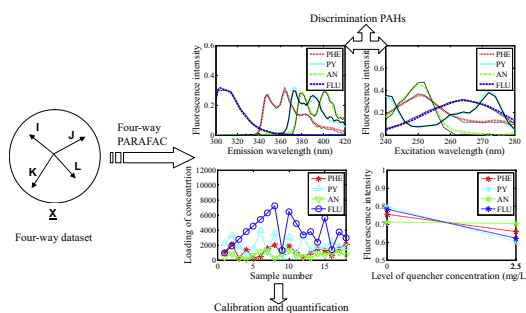 Discrimination PAHs
I
J
K
L
X
Four-way dataset
Four-way
PARAFAC
Fluorescence intensity
0.6
0.4
0.2
0
300 320 340 360 380 400 420
Emission wavelength (nm)
PHE
PY
AN
FLU
Fluorescence intensity
0.6
0.4
0.2
0
240 250 260 270 280
Excitation wavelength (nm)
PHE
PY
AN
FLU
Loading of concentrtion
12000
10000
8000
6000
4000
2000
0
0 5 10 15
Sample number
PHE
PY
AN
FLU
Fluorescence intensity
1
0.9
0.8
0.7
0.6
0.5
0 2.5
Level of quencher concentration (mg/L
PHE
PY
AN
FLU
Calibration and quantification